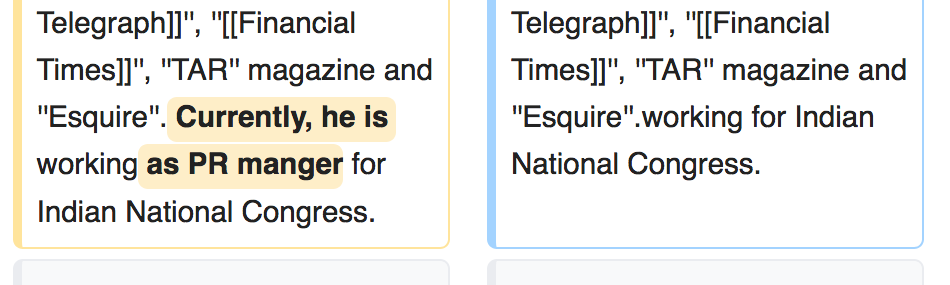 Telegraph]]", "[[Financial
Times]]", "TAR" magazine and
"Esquire". Currently, he is
working as PR manger for
Indian National Congress.
Telegraph]]", "[[Financial
Times]]", "TAR" magazine and
"Esquire".working for Indian
National Congress.